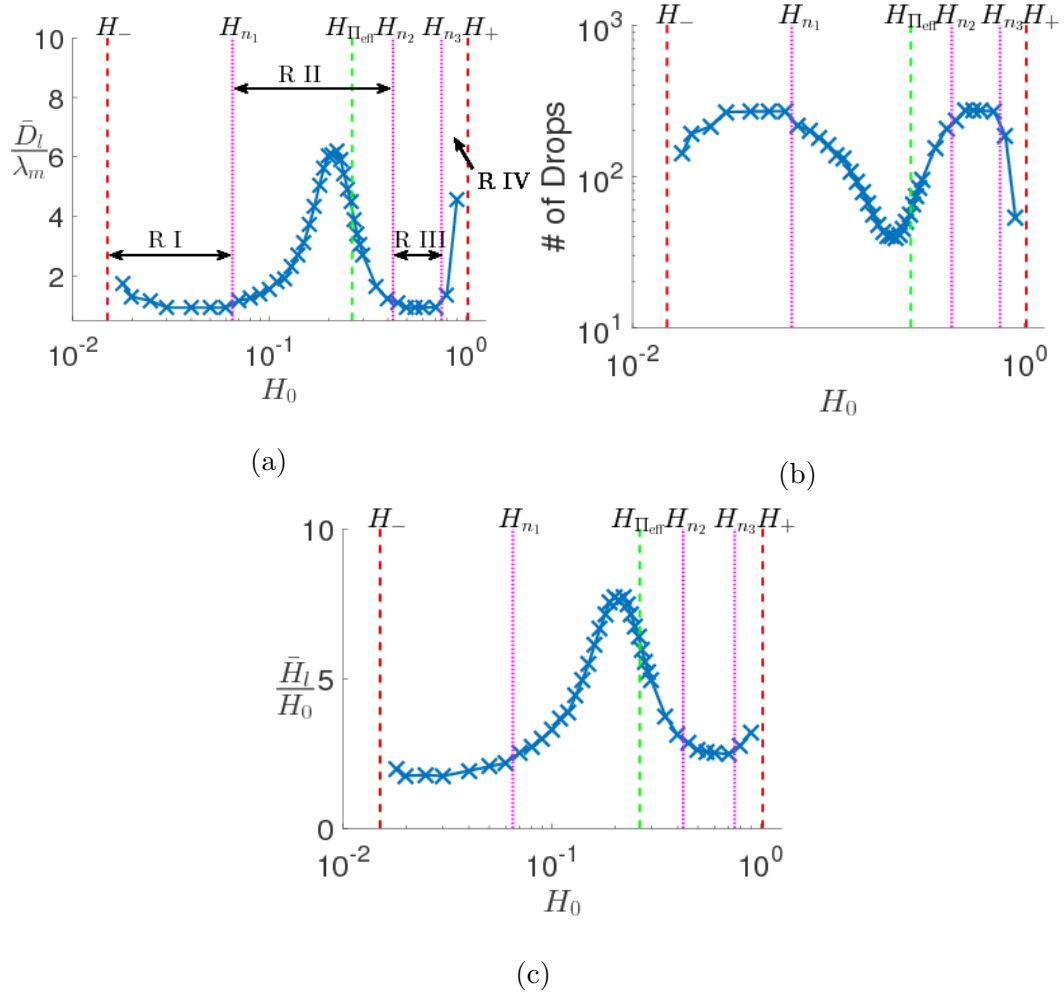 H₋ H_{n₁} H_{Π_eff} H_{n₂} H_{n₃} H₊
10
8
6
4
2
D̄_l / λ_m
R II
R IV
R I
R III
10⁻² 10⁻¹ 10⁰
H₀
(a)
H₋ H_{n₁} H_{Π_eff} H_{n₂} H_{n₃} H₊
10³
10²
10¹
# of Drops
10⁻² 10⁰
H₀
(b)
H₋ H_{n₁} H_{Π_eff} H_{n₂} H_{n₃} H₊
10
5
0
H̄_l / H₀
10⁻² 10⁻¹ 10⁰
H₀
(c)